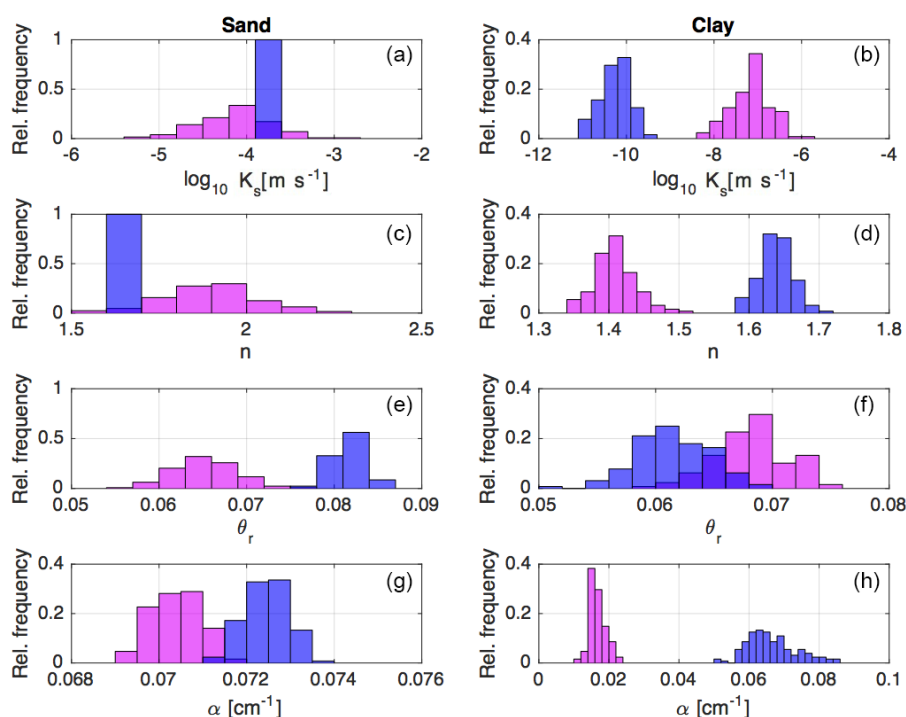 Sand
Clay
Rel. frequency
1
0.5
0
(a)
-6
-5
-4
-3
-2
log10 Ks[m s-1]
Rel. frequency
0.4
0.2
0
(b)
-12
-10
-8
-6
-4
log10 Ks[m s-1]
Rel. frequency
1
0.5
0
(c)
1.5
2
2.5
n
Rel. frequency
0.4
0.2
0
(d)
1.3
1.4
1.5
1.6
1.7
1.8
n
Rel. frequency
1
0.5
0
(e)
0.05
0.06
0.07
0.08
0.09
θr
Rel. frequency
0.4
0.2
0
(f)
0.05
0.06
0.07
0.08
θr
Rel. frequency
0.4
0.2
0
(g)
0.068
0.07
0.072
0.074
0.076
α [cm-1]
Rel. frequency
0.4
0.2
0
(h)
0
0.02
0.04
0.06
0.08
0.1
α [cm-1]